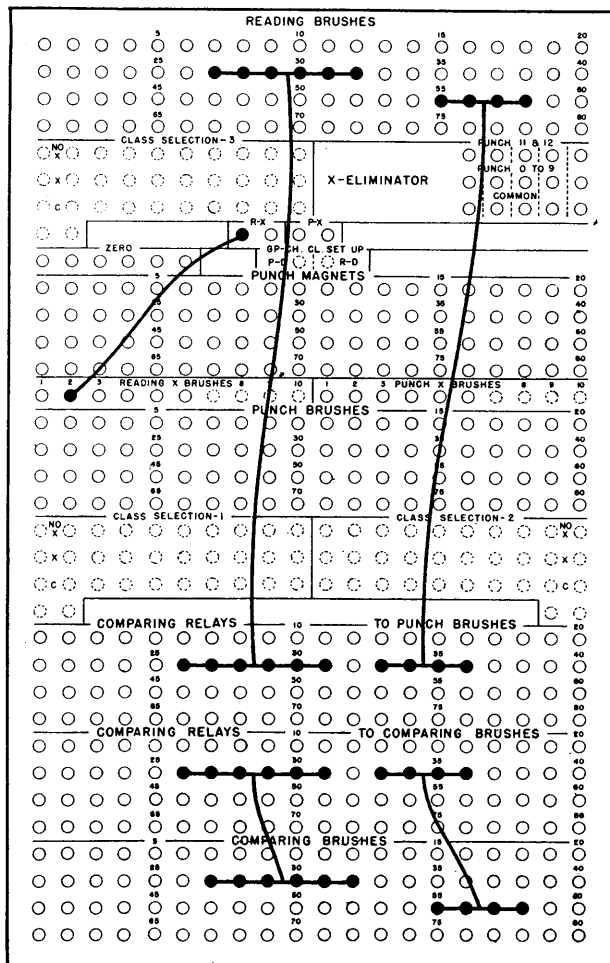 READING BRUSHES
5 10 15 20
25 30 35 40
45 50 55 60
65 70 75 80
CLASS SELECTION-3 PUNCH 11 & 12
NO X
X X-ELIMINATOR PUNCH 0 TO 9
C COMMON
R-X P-X
ZERO GP-CH. CL. SET UP
P-D R-D
PUNCH MAGNETS
5 10 15 20
25 30 35 40
45 50 55 60
65 70 75 80
READING X BRUSHES PUNCH X BRUSHES
1 2 3 8 10 1 2 3 8 9 10
PUNCH BRUSHES
5 15 20
25 30 35 40
45 50 55 60
65 70 75 80
CLASS SELECTION-1 CLASS SELECTION-2
NO X NO X
X X
C C
COMPARING RELAYS 10 TO PUNCH BRUSHES 20
25 30 35 40
45 50 55 60
65 70 75 80
COMPARING RELAYS 10 TO COMPARING BRUSHES 20
25 30 35 40
45 50 55 60
65 70 75 80
COMPARING BRUSHES
5 15 20
25 30 35 40
45 50 55 60
65 70 75 80